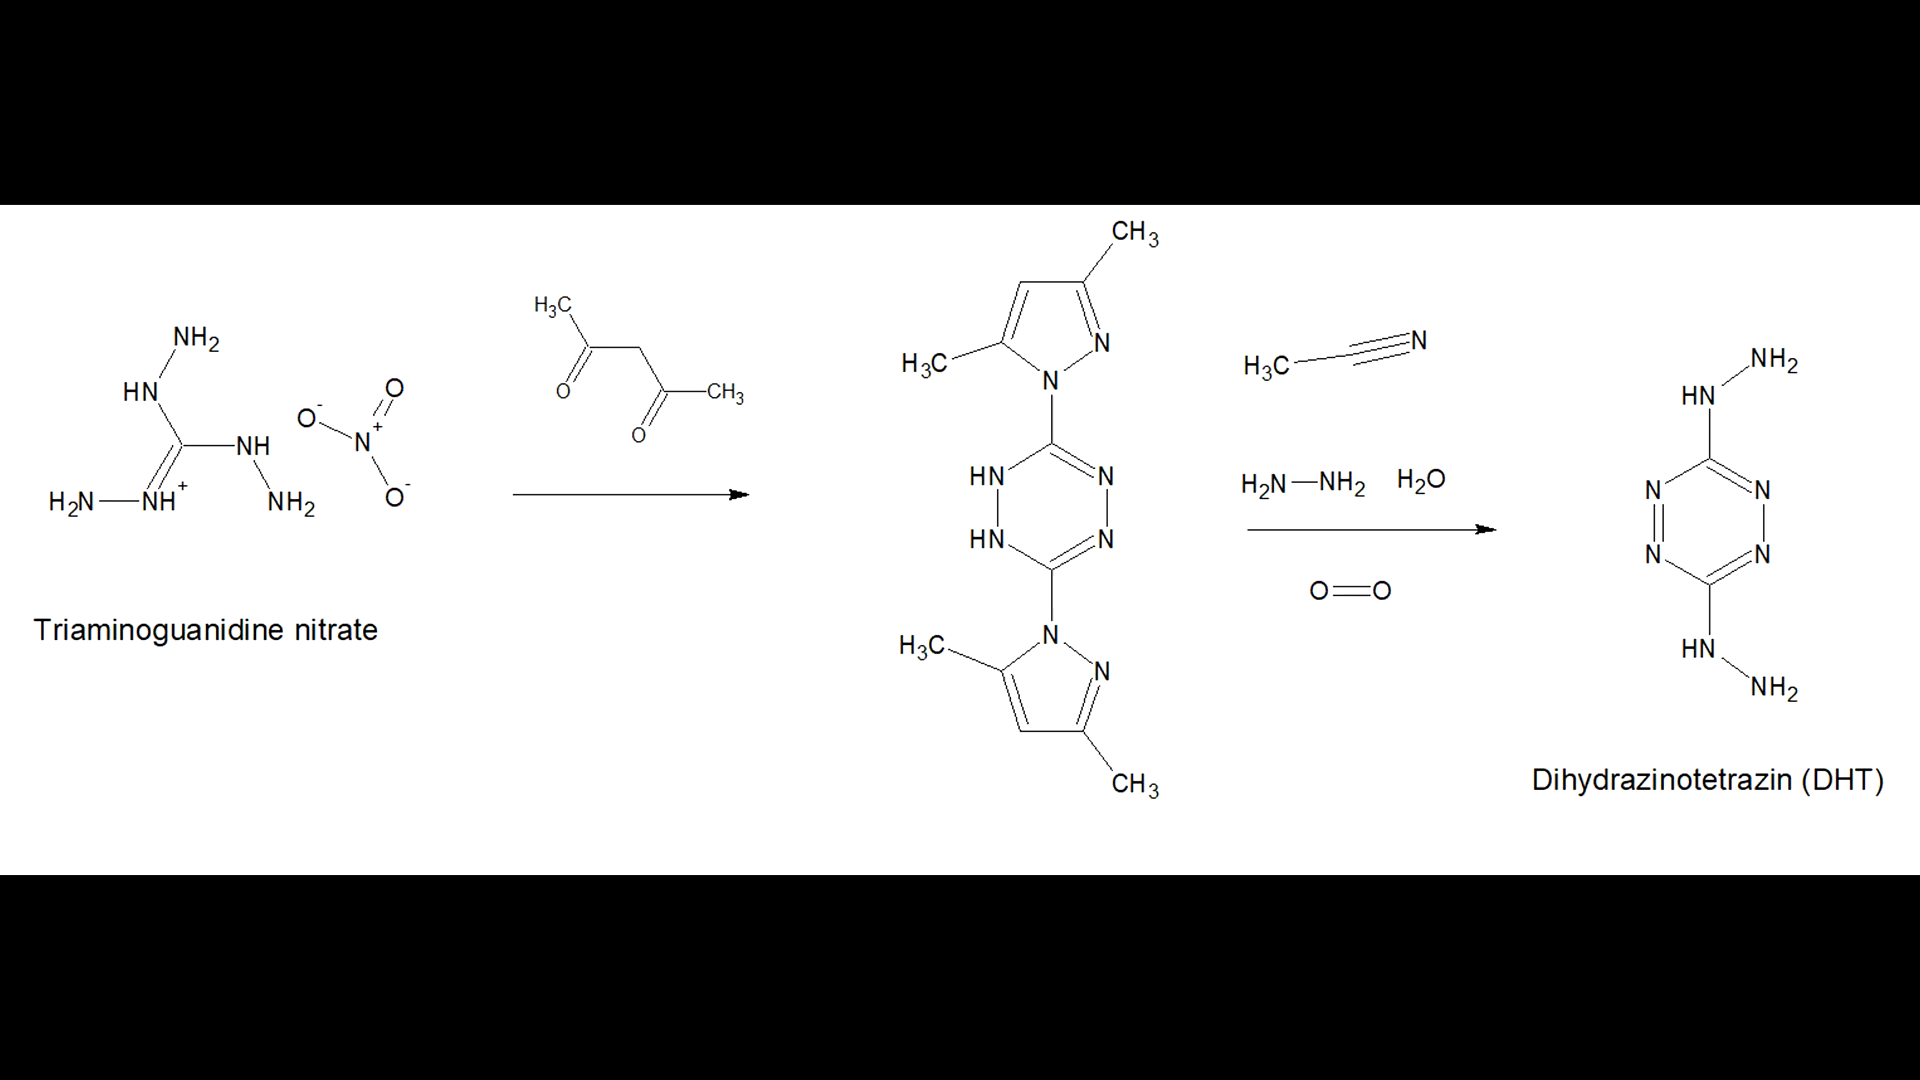 NH2
HN
NH
H2N
NH+
NH2
O-
O
N+
O-
Triaminoguanidine nitrate
H3C
O
CH3
O
CH3
H3C
N
N
HN
N
HN
N
N
H3C
N
CH3
H3C
N
H2N
NH2
H2O
O
O
NH2
HN
N
N
N
N
HN
NH2
Dihydrazinotetrazin (DHT)